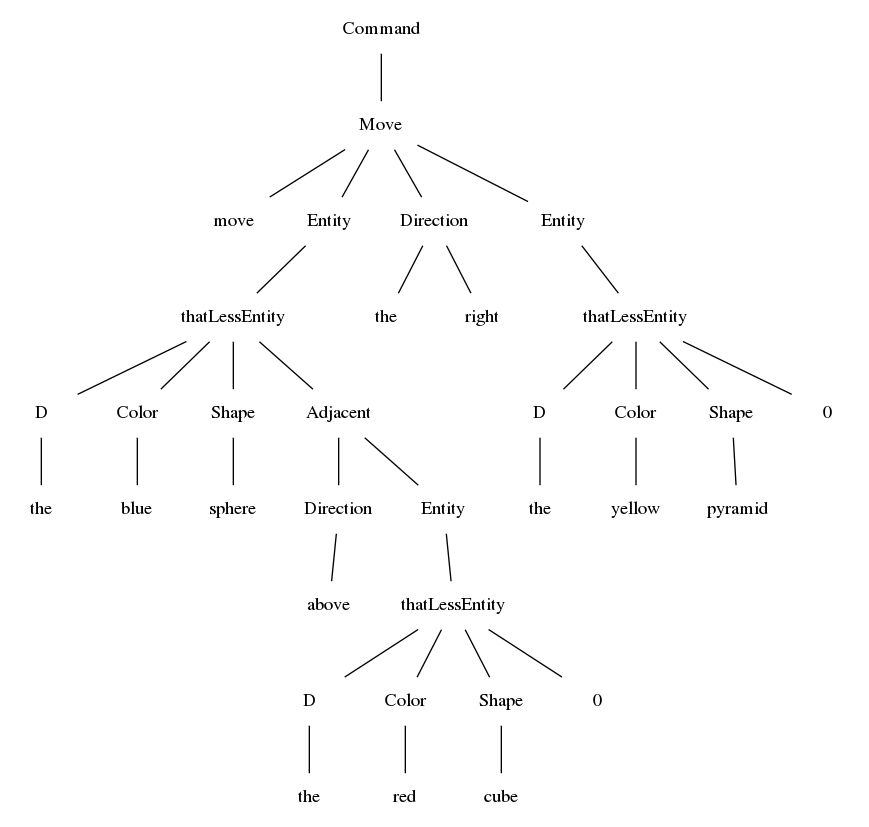 Command
Move
move Entity Direction Entity
thatLessEntity the right thatLessEntity
D Color Shape Adjacent D Color Shape 0
the blue sphere Direction Entity the yellow pyramid
above thatLessEntity
D Color Shape 0
the red cube